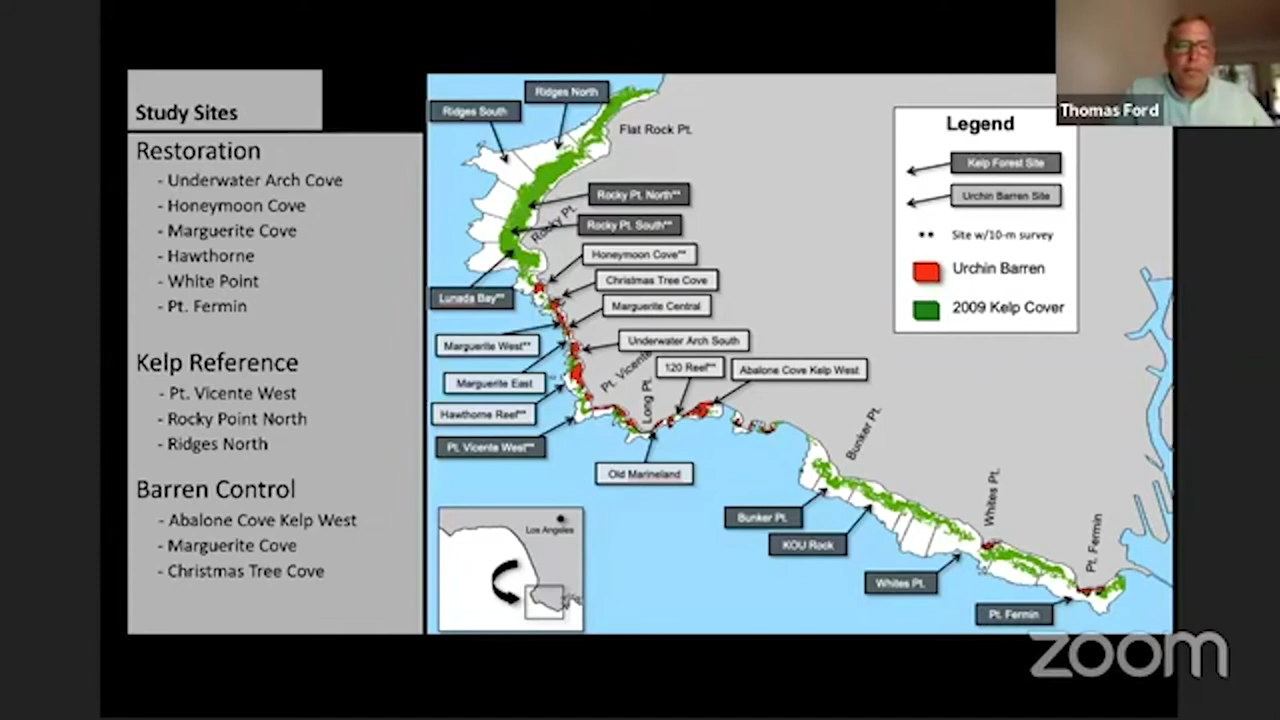 Thomas Ford
Study Sites
Restoration
- Underwater Arch Cove
- Honeymoon Cove
- Marguerite Cove
- Hawthorne
- White Point
- Pt. Fermin
Kelp Reference
- Pt. Vicente West
- Rocky Point North
- Ridges North
Barren Control
- Abalone Cove Kelp West
- Marguerite Cove
- Christmas Tree Cove
Ridges North
Ridges South
Flat Rock Pt.
Rocky Pt. North**
Rocky Pt.
Rocky Pt. South**
Honeymoon Cove**
Christmas Tree Cove
Lunada Bay**
Marguerite Central
Marguerite West**
Underwater Arch South
Pt. Vicente
120 Reef**
Abalone Cove Kelp West
Marguerite East
Long Pt.
Hawthorne Reef**
Pt. Vicente West**
Old Marineland
Bunker Pt.
Bunker Pt.
KOU Rock
Whites Pt.
Whites Pt.
Pt. Fermin
Pt. Fermin
Los Angeles
Legend
Kelp Forest Site
Urchin Barren Site
** Site w/10-m survey
Urchin Barren
2009 Kelp Cover
zoom